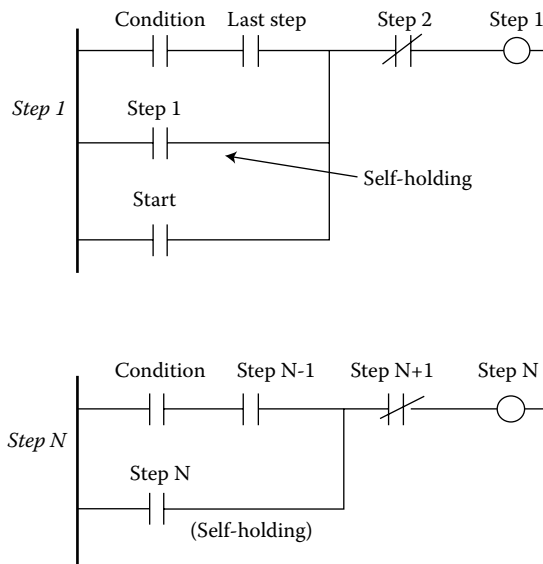 Condition Last step Step 2 Step 1
Step 1
Step 1
Self-holding
Start
Condition Step N-1 Step N+1 Step N
Step N
Step N
(Self-holding)